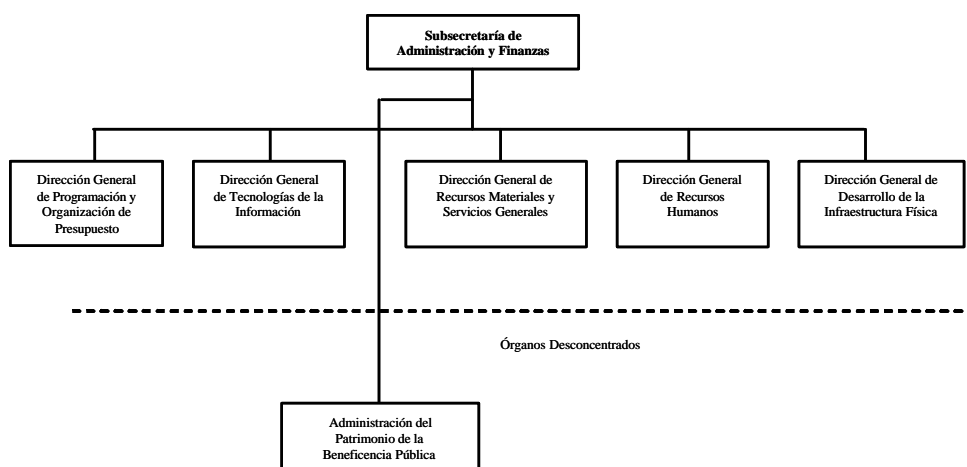 Subsecretaría de
Administración y Finanzas
Dirección General
de Programación y
Organización de
Presupuesto
Dirección General
de Tecnologías de la
Información
Dirección General de
Recursos Materiales y
Servicios Generales
Dirección General
de Recursos
Humanos
Dirección General de
Desarrollo de la
Infraestructura Física
Órganos Desconcentrados
Administración del
Patrimonio de la
Beneficencia Pública